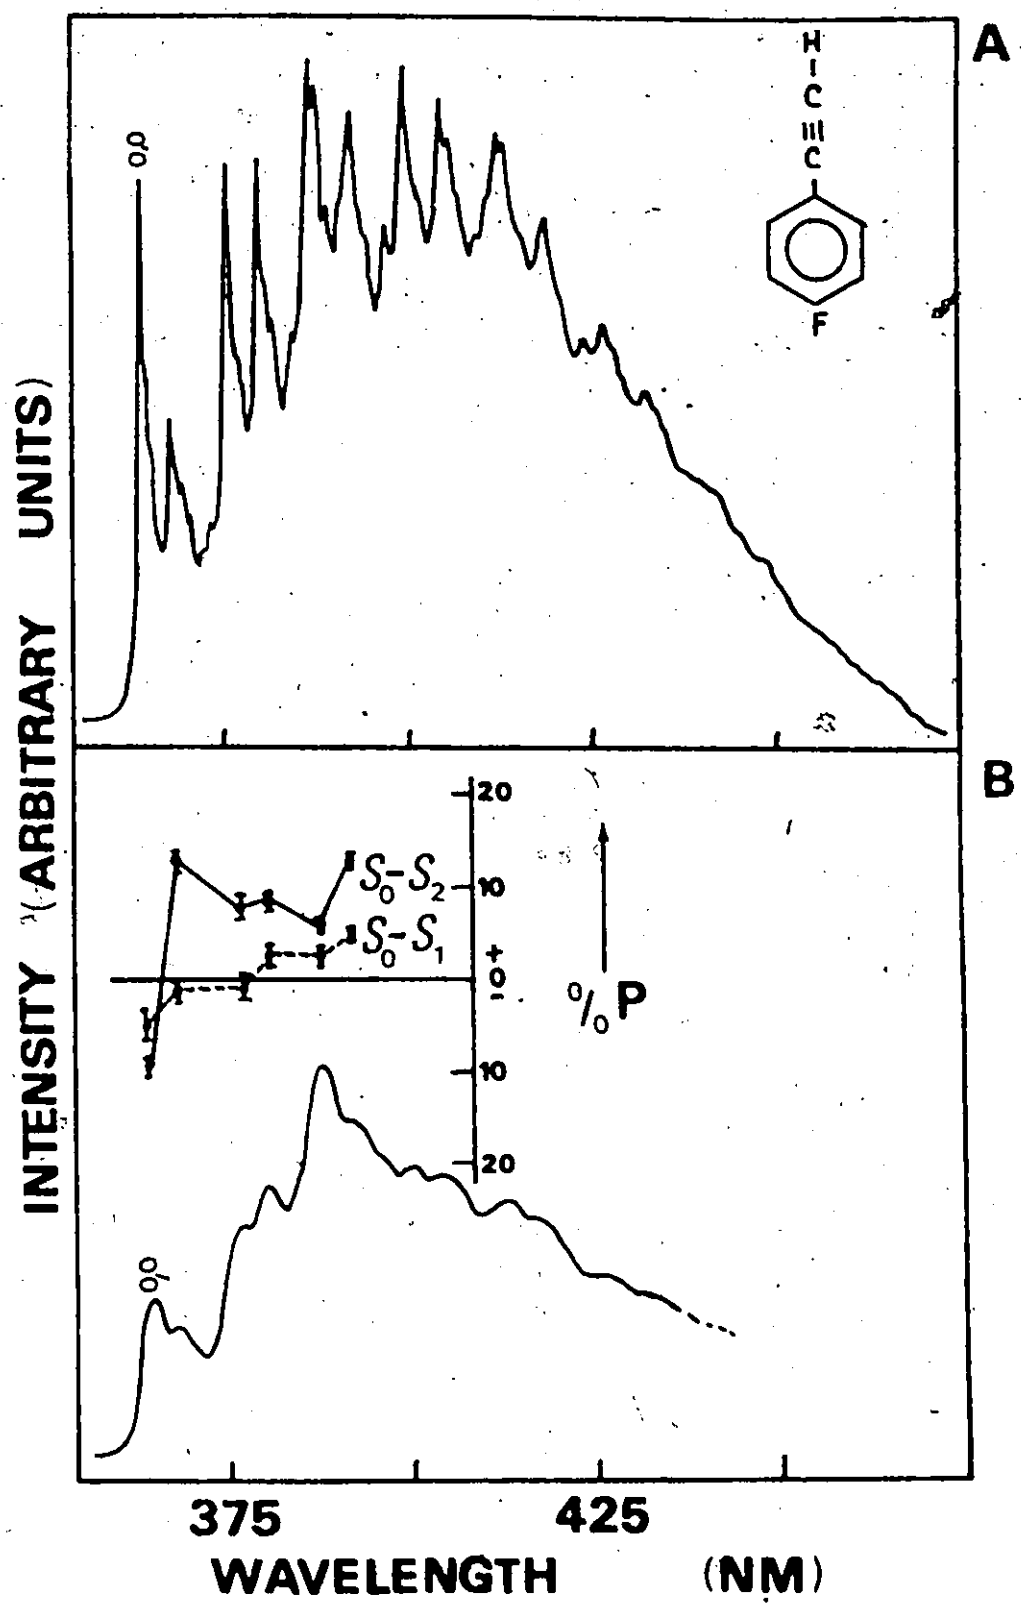 A
H
C
C
F
0,0
INTENSITY (ARBITRARY UNITS)
B
20
S₀–S₂
10
S₀–S₁
+
0
-
%P
10
20
0,0
375 425
WAVELENGTH (NM)